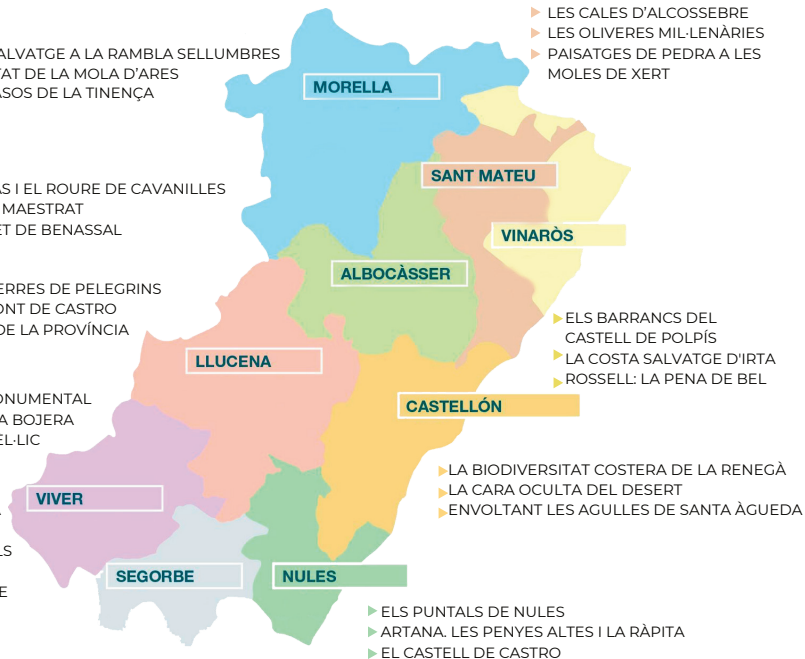 LES CALES D'ALCOSSEBRE
LES OLIVERES MIL·LENÀRIES
PAISATGES DE PEDRA A LES
MOLES DE XERT
ALVATGE A LA RAMBLA SELLUMBRES
TAT DE LA MOLA D'ARES
ASOS DE LA TINENÇA
MORELLA
SANT MATEU
AS I EL ROURE DE CAVANILLES
MAESTRAT
ET DE BENASSAL
VINARÒS
ALBOCÀSSER
ERRES DE PELEGRINS
ONT DE CASTRO
DE LA PROVÍNCIA
ELS BARRANCS DEL
CASTELL DE POLPÍS
LA COSTA SALVATGE D'IRTA
ROSSELL: LA PENA DE BEL
LLUCENA
ONUMENTAL
A BOJERA
EL·LIC
CASTELLÓN
LA BIODIVERSITAT COSTERA DE LA RENEGÀ
LA CARA OCULTA DEL DESERT
ENVOLTANT LES AGULLES DE SANTA ÀGUEDA
VIVER
LS
E
SEGORBE
NULES
ELS PUNTALS DE NULES
ARTANA. LES PENYES ALTES I LA RÀPITA
EL CASTELL DE CASTRO